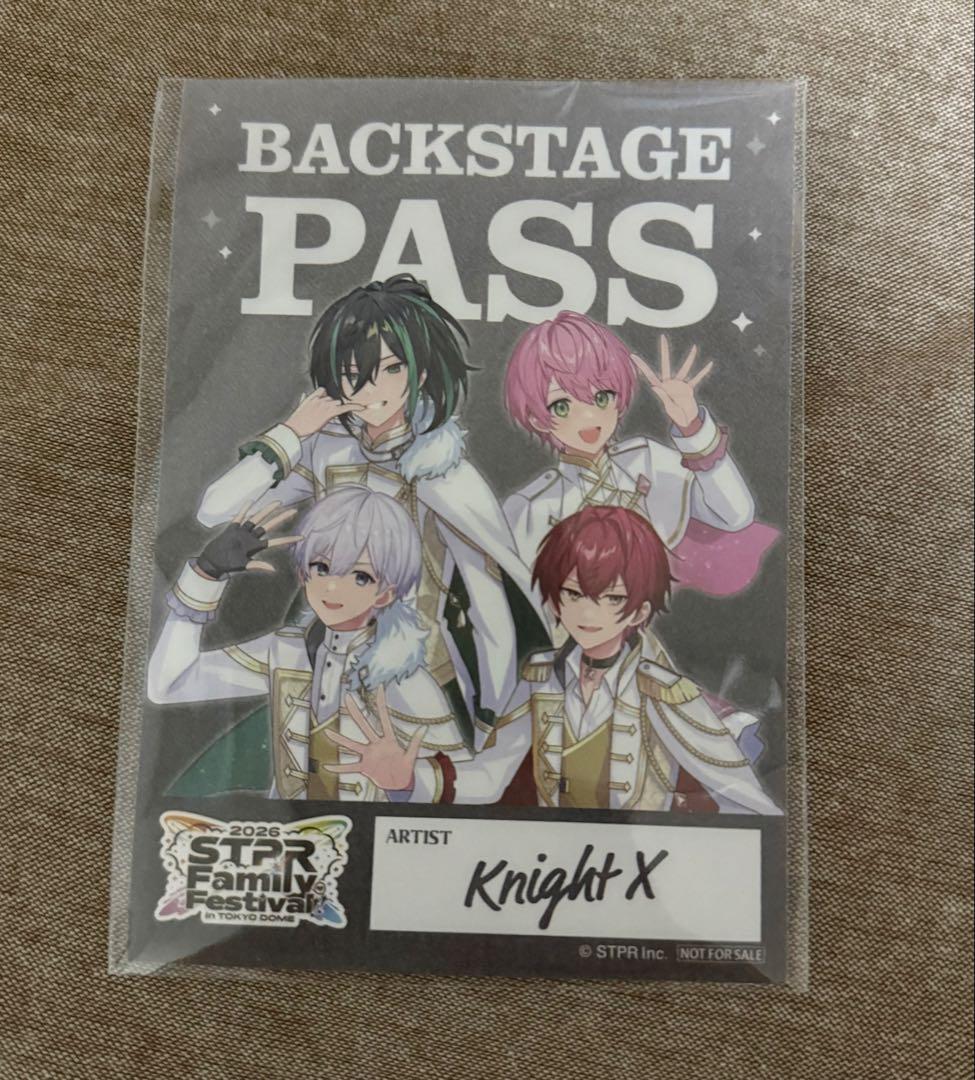 BACKSTAGE
PASS
2026
STPR
Family
Festival
in TOKYO DOME
ARTIST
Knight X
© STPR Inc. NOT FOR SALE